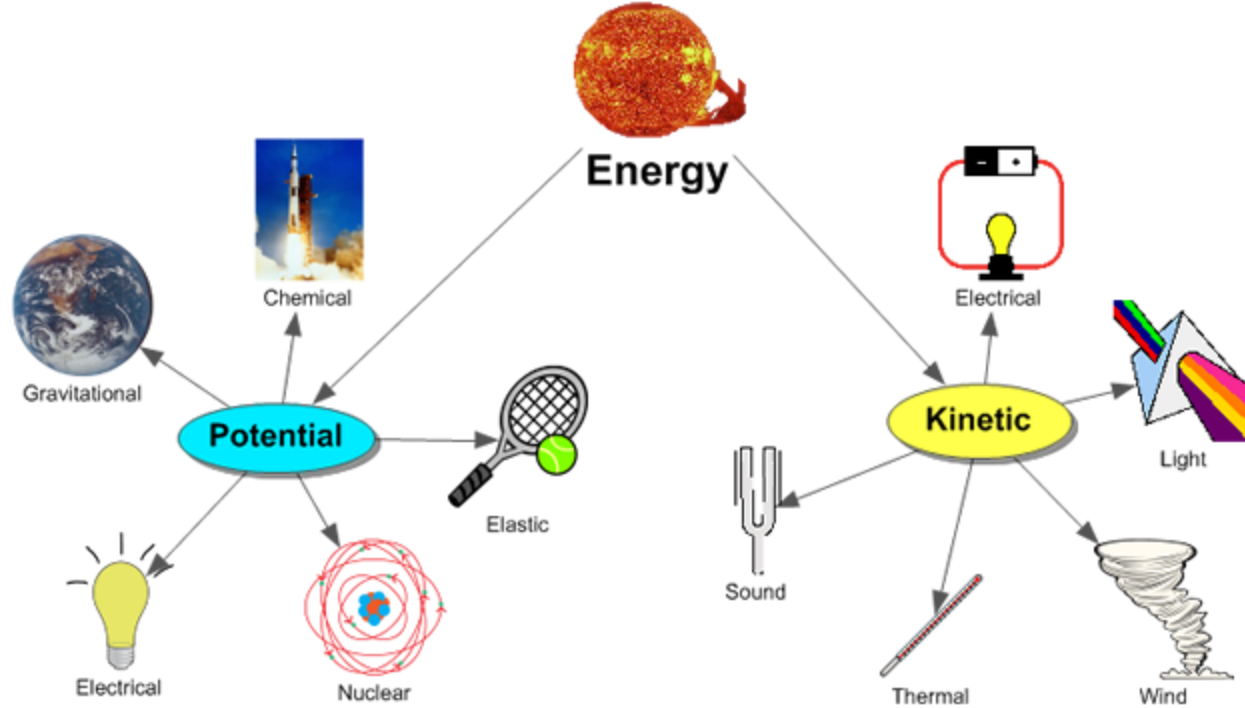 Energy
Chemical
Electrical
Gravitational
Potential
Kinetic
Light
Elastic
Sound
Electrical
Nuclear
Thermal
Wind
- +